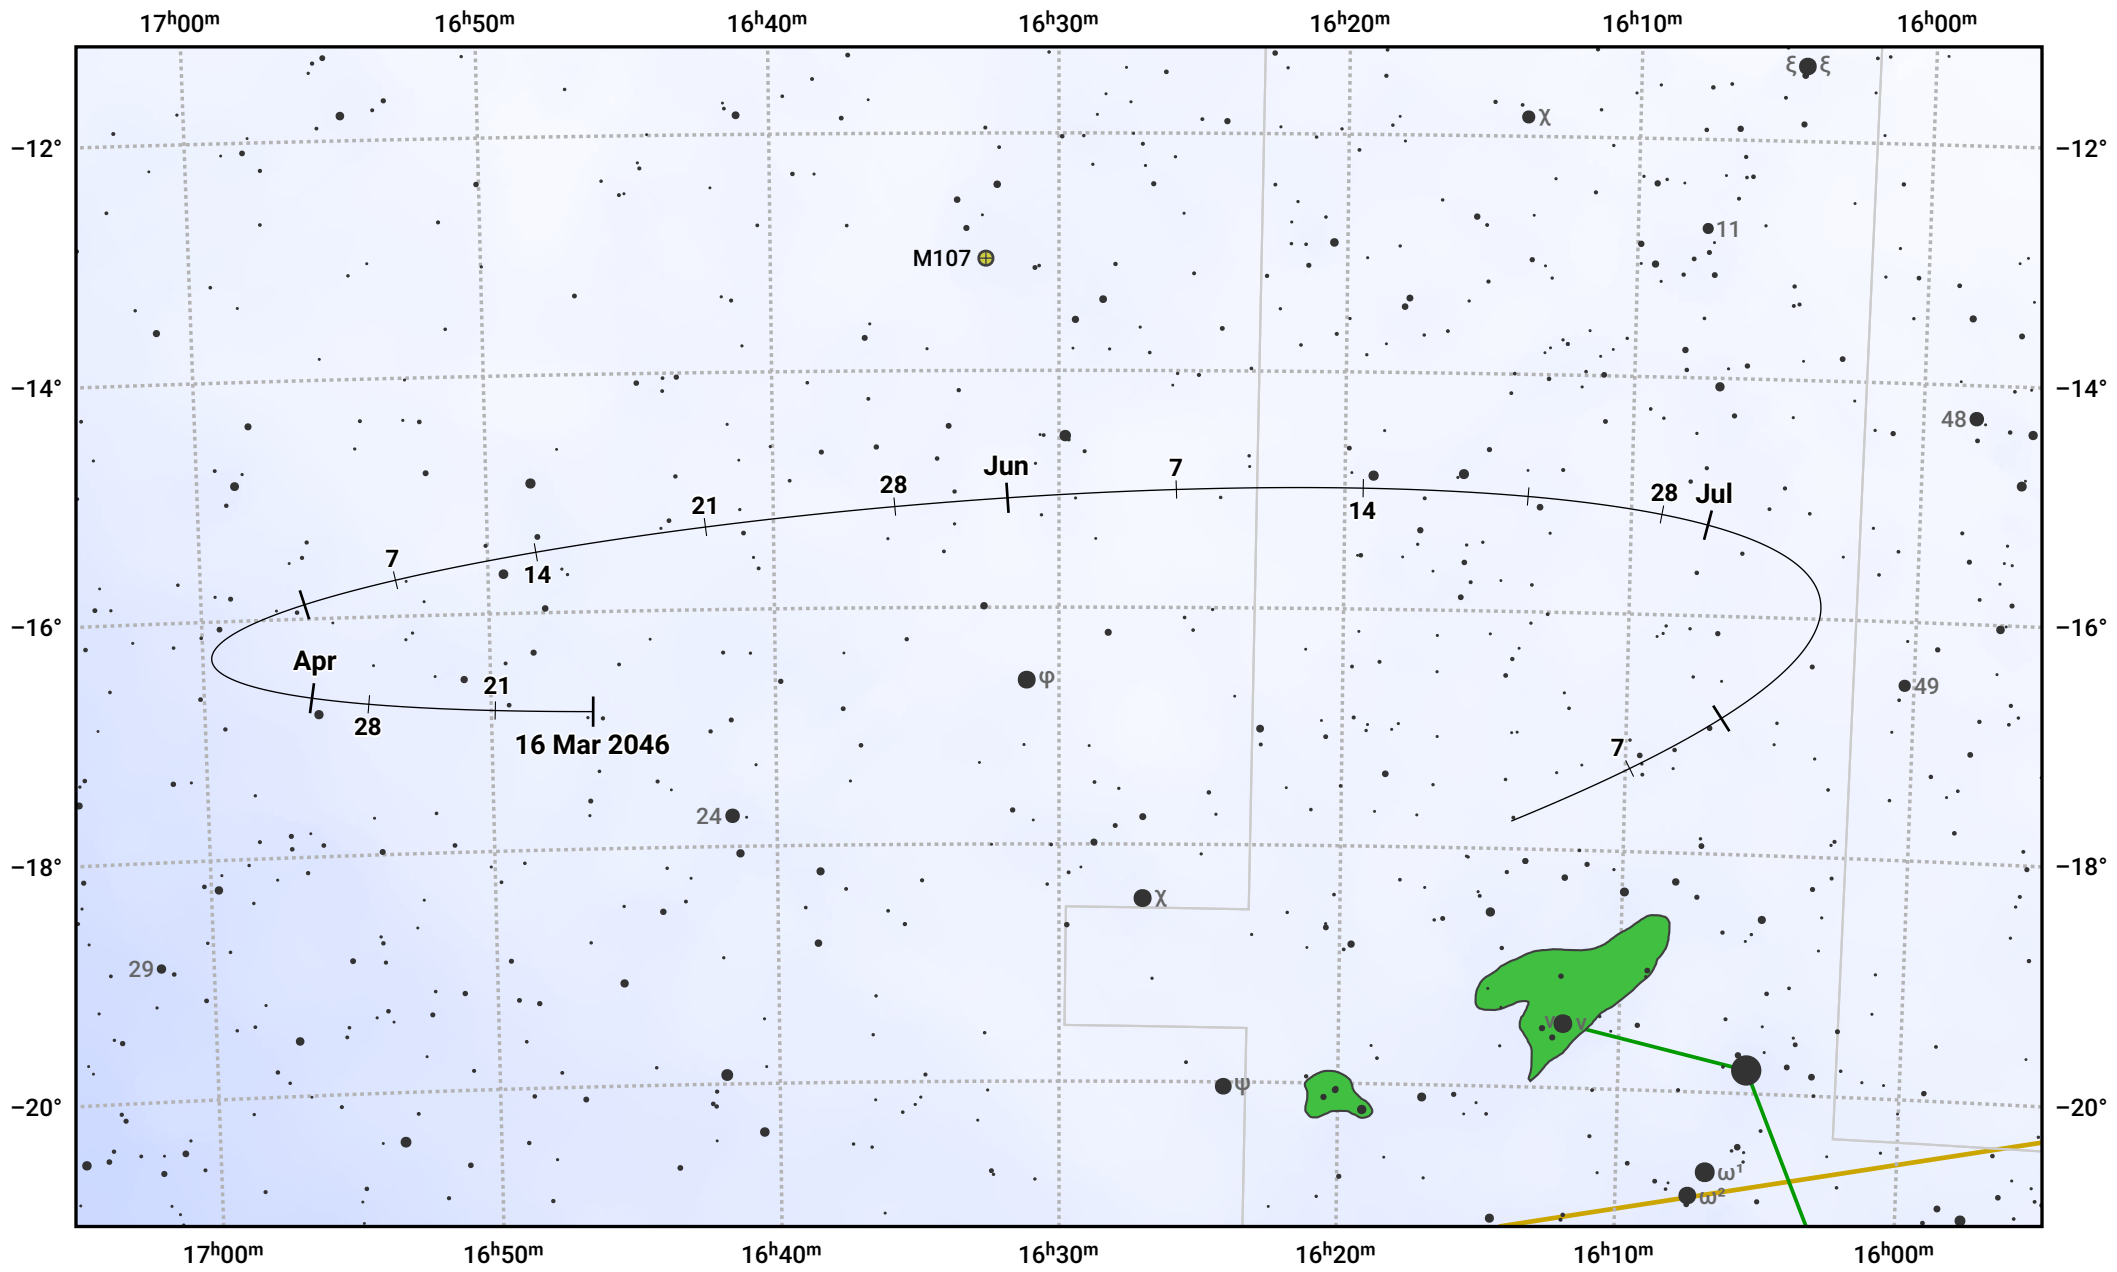 17ʰ00ᵐ 16ʰ50ᵐ 16ʰ40ᵐ 16ʰ30ᵐ 16ʰ20ᵐ 16ʰ10ᵐ 16ʰ00ᵐ
ξ ξ
χ
−12° −12°
11
M107
−14° −14°
48
Jun 7
28 28 Jul
21 14
7
14
−16° −16°
Apr
φ
21 49
28
16 Mar 2046 7
24
−18° −18°
χ
29
ν ν
ψ
−20° −20°
ω¹
ω²
17ʰ00ᵐ 16ʰ50ᵐ 16ʰ40ᵐ 16ʰ30ᵐ 16ʰ20ᵐ 16ʰ10ᵐ 16ʰ00ᵐ